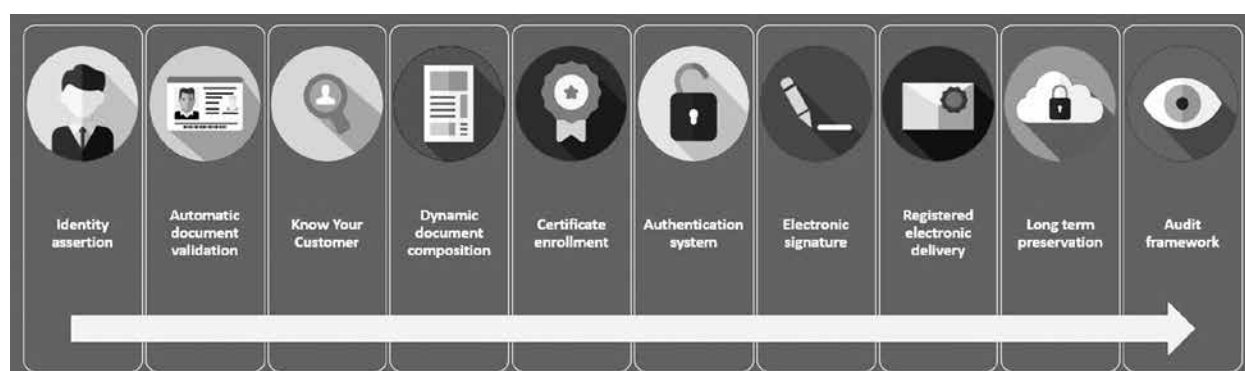 Identity
assertion
Automatic
document
validation
Know Your
Customer
Dynamic
document
composition
Certificate
enrollment
Authentication
system
Electronic
signature
Registered
electronic
delivery
Long term
preservation
Audit
framework